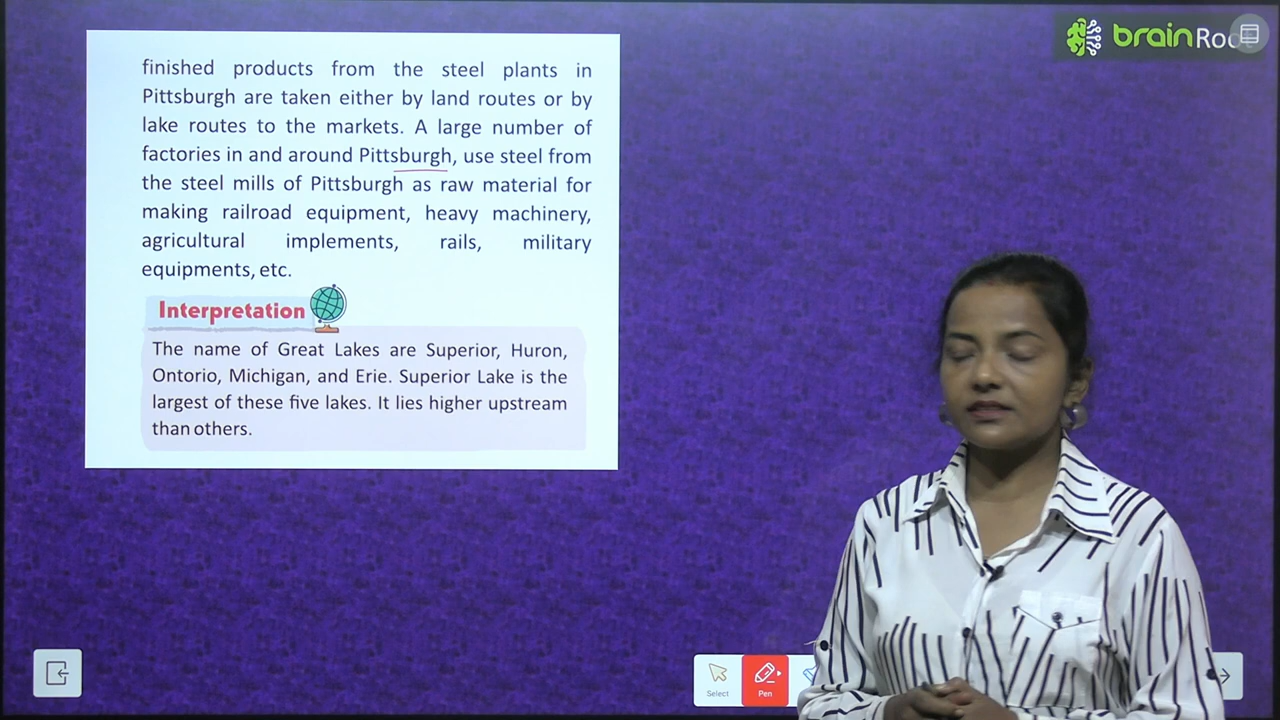 brainRoo
finished products from the steel plants in
Pittsburgh are taken either by land routes or by
lake routes to the markets. A large number of
factories in and around Pittsburgh, use steel from
the steel mills of Pittsburgh as raw material for
making railroad equipment, heavy machinery,
agricultural implements, rails, military
equipments, etc.
Interpretation
The name of Great Lakes are Superior, Huron,
Ontorio, Michigan, and Erie. Superior Lake is the
largest of these five lakes. It lies higher upstream
than others.
Select
Pen